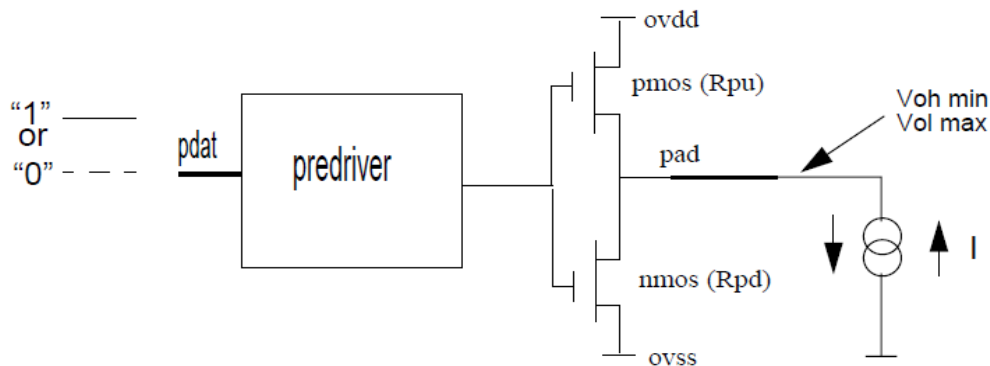 ovdd
pmos (Rpu)
Voh min
Vol max
“1”
or
“0”
pdat
predriver
pad
I
nmos (Rpd)
ovss